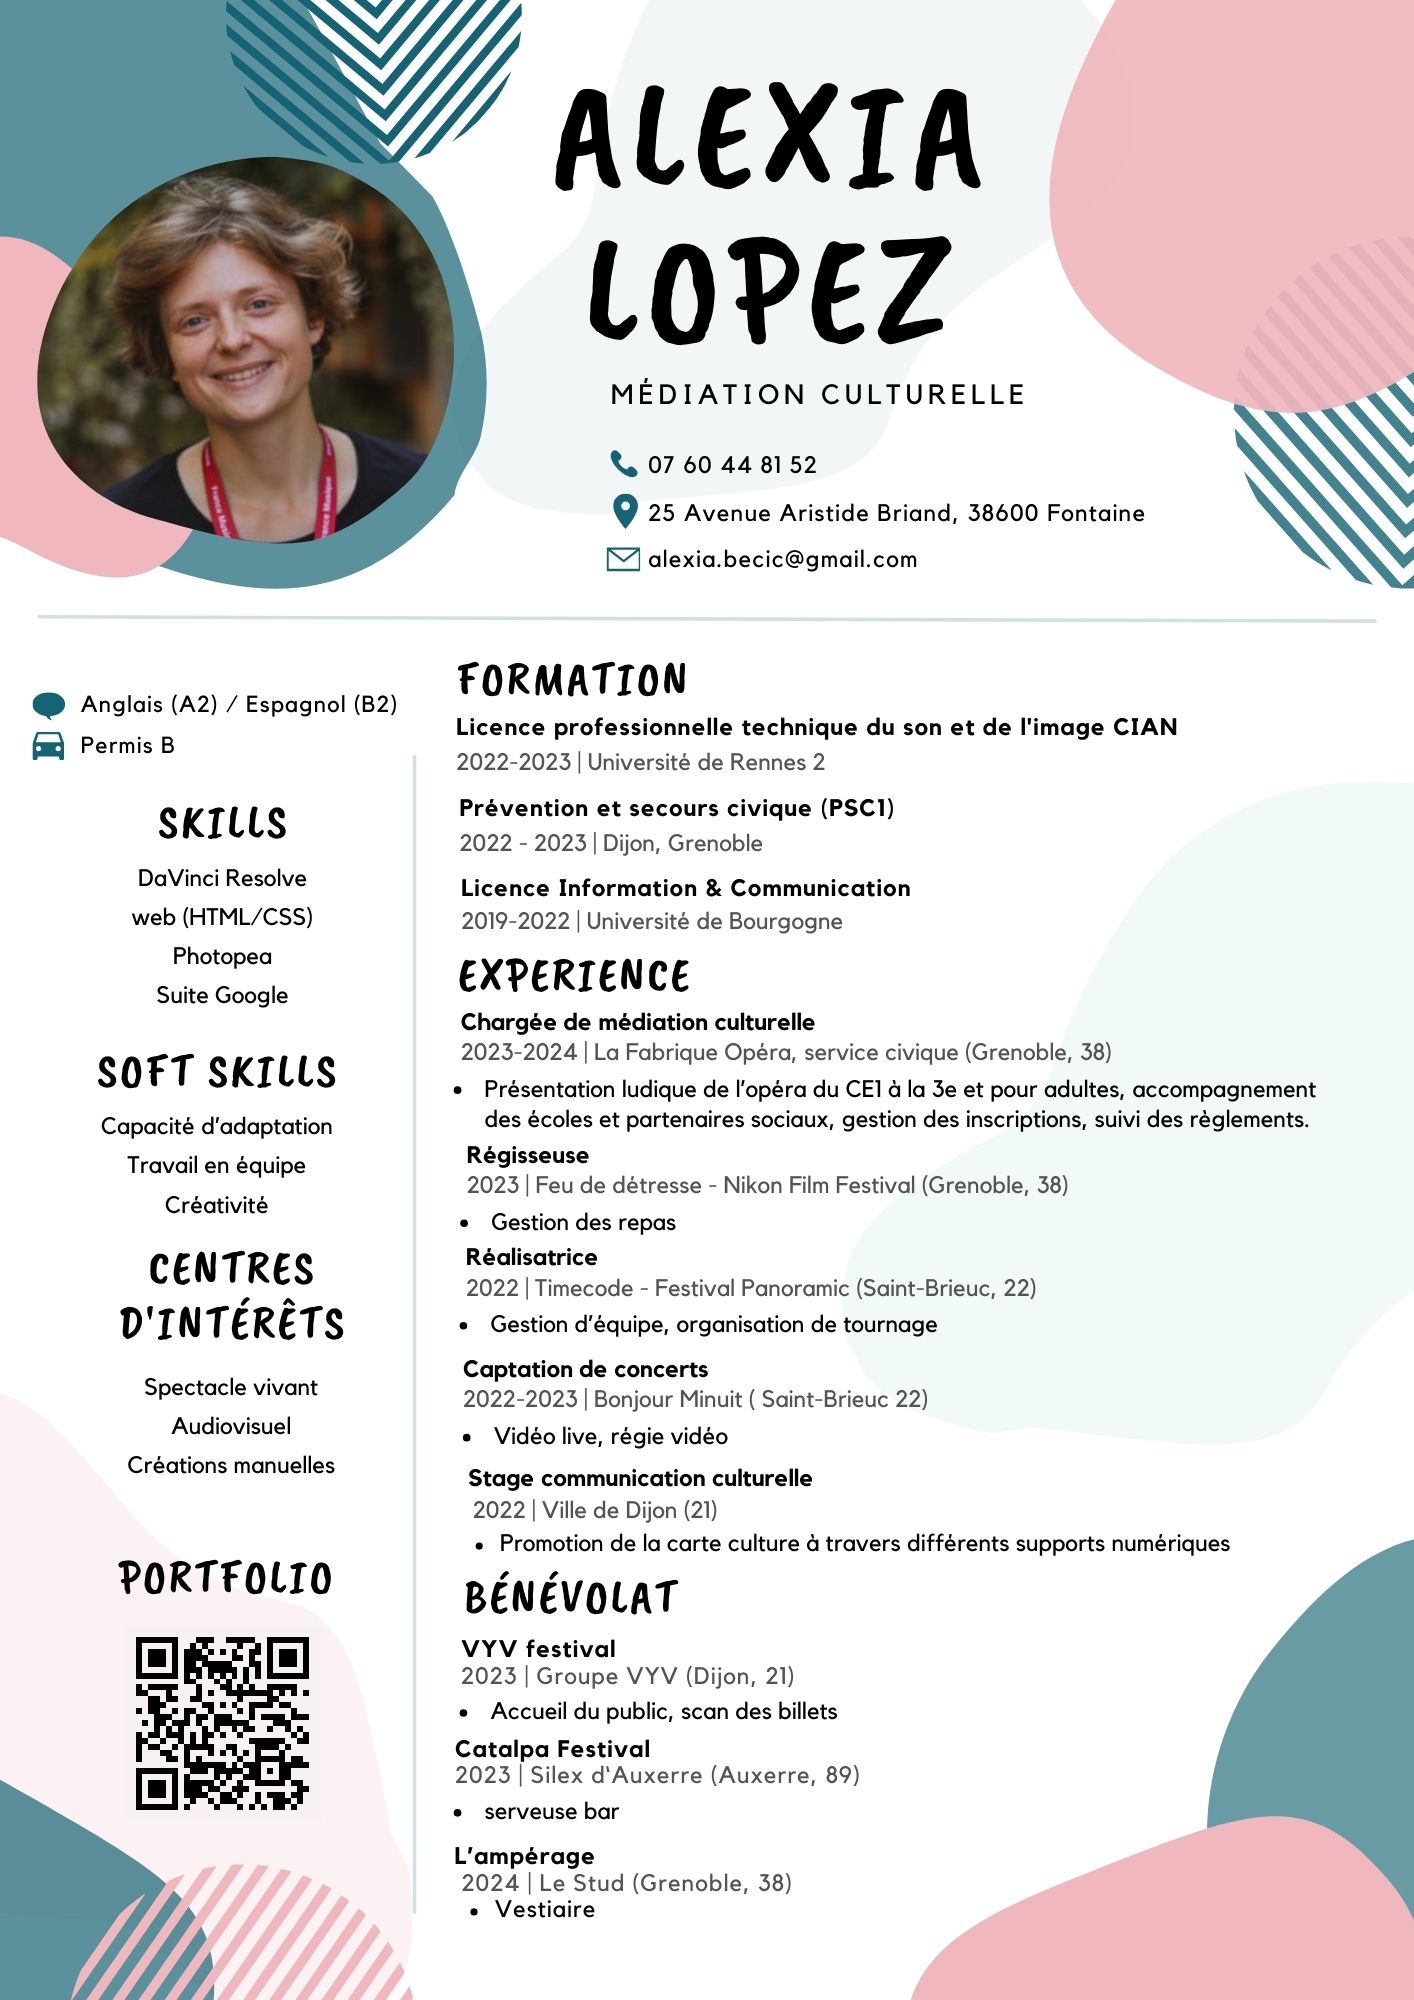 ALEXIA
LOPEZ
MÉDIATION CULTURELLE
07 60 44 81 52
25 Avenue Aristide Briand, 38600 Fontaine
alexia.becic@gmail.com
Anglais (A2) / Espagnol (B2)
Permis B
SKILLS
DaVinci Resolve
web (HTML/CSS)
Photopea
Suite Google
SOFT SKILLS
Capacité d’adaptation
Travail en équipe
Créativité
CENTRES
D'INTÉRÊTS
Spectacle vivant
Audiovisuel
Créations manuelles
PORTFOLIO
FORMATION
Licence professionnelle technique du son et de l'image CIAN
2022-2023 | Université de Rennes 2
Prévention et secours civique (PSC1)
2022 - 2023 | Dijon, Grenoble
Licence Information & Communication
2019-2022 | Université de Bourgogne
EXPERIENCE
Chargée de médiation culturelle
2023-2024 | La Fabrique Opéra, service civique (Grenoble, 38)
• Présentation ludique de l’opéra du CE1 à la 3e et pour adultes, accompagnement
des écoles et partenaires sociaux, gestion des inscriptions, suivi des règlements.
Régisseuse
2023 | Feu de détresse - Nikon Film Festival (Grenoble, 38)
• Gestion des repas
Réalisatrice
2022 | Timecode - Festival Panoramic (Saint-Brieuc, 22)
• Gestion d’équipe, organisation de tournage
Captation de concerts
2022-2023 | Bonjour Minuit ( Saint-Brieuc 22)
• Vidéo live, régie vidéo
Stage communication culturelle
2022 | Ville de Dijon (21)
• Promotion de la carte culture à travers différents supports numériques
BÉNÉVOLAT
VYV festival
2023 | Groupe VYV (Dijon, 21)
• Accueil du public, scan des billets
Catalpa Festival
2023 | Silex d‘Auxerre (Auxerre, 89)
• serveuse bar
L’ampérage
2024 | Le Stud (Grenoble, 38)
• Vestiaire